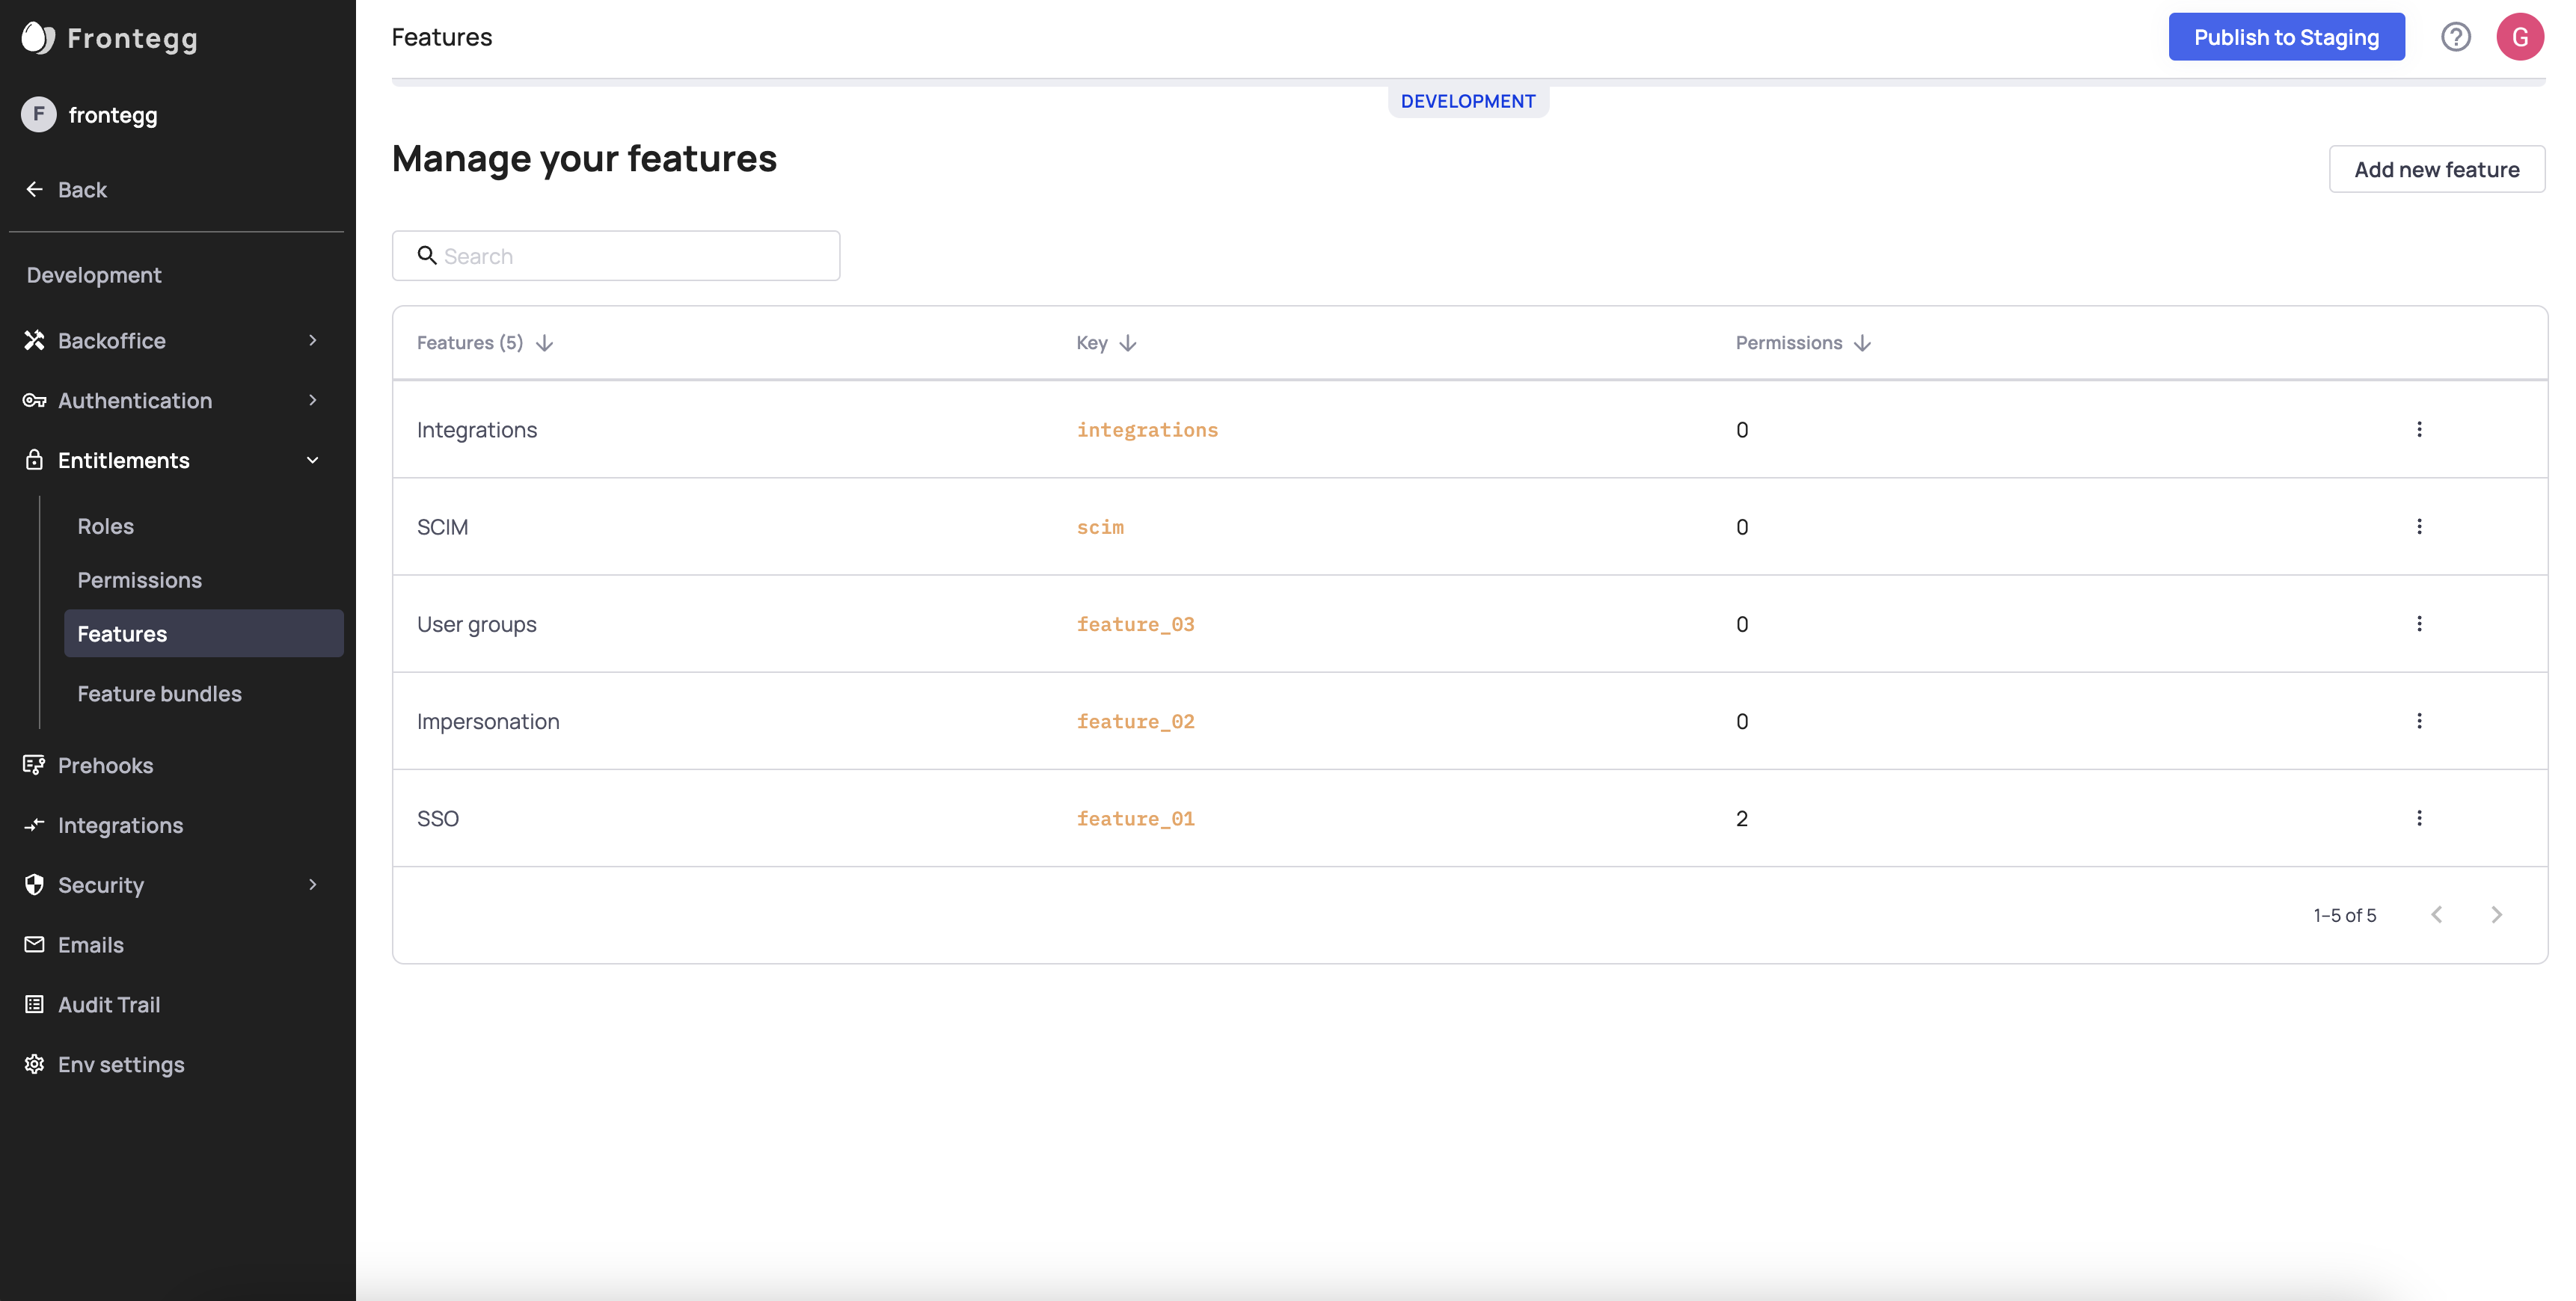 Frontegg
F frontegg
Back
Development
Backoffice
Authentication
Entitlements
Roles
Permissions
Features
Feature bundles
Prehooks
Integrations
Security
Emails
Audit Trail
Env settings
Features
Publish to Staging
G
DEVELOPMENT
Manage your features
Add new feature
Search
Features (5) Key Permissions
Integrations integrations 0
SCIM scim 0
User groups feature_03 0
Impersonation feature_02 0
SSO feature_01 2
1–5 of 5